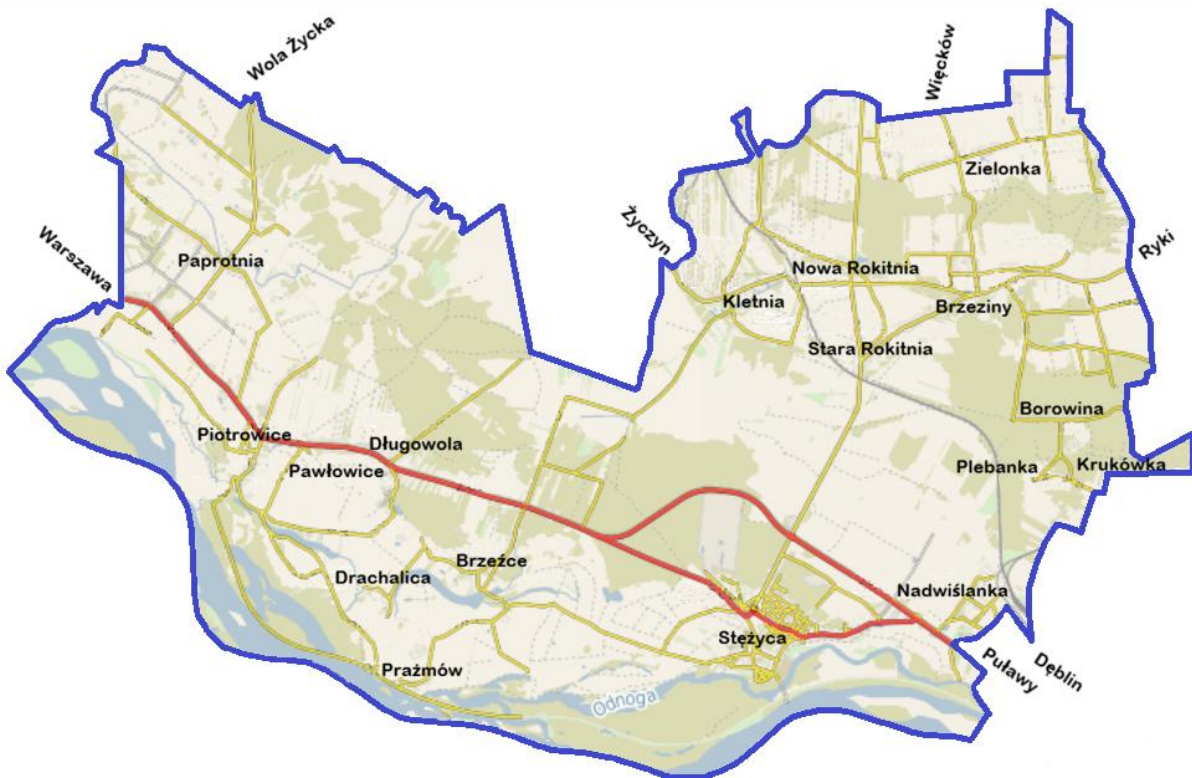 Wola Życka
Więcków
Zielonka
Życzyn
Ryki
Warszawa
Paprotnia
Nowa Rokitnia
Kletnia
Brzeziny
Stara Rokitnia
Borowina
Piotrowice
Długowola
Pawłowice
Plebanka
Krukówka
Brzeźce
Drachalica
Nadwiślanka
Stężyca
Prażmów
Puławy
Dęblin
Odnoga